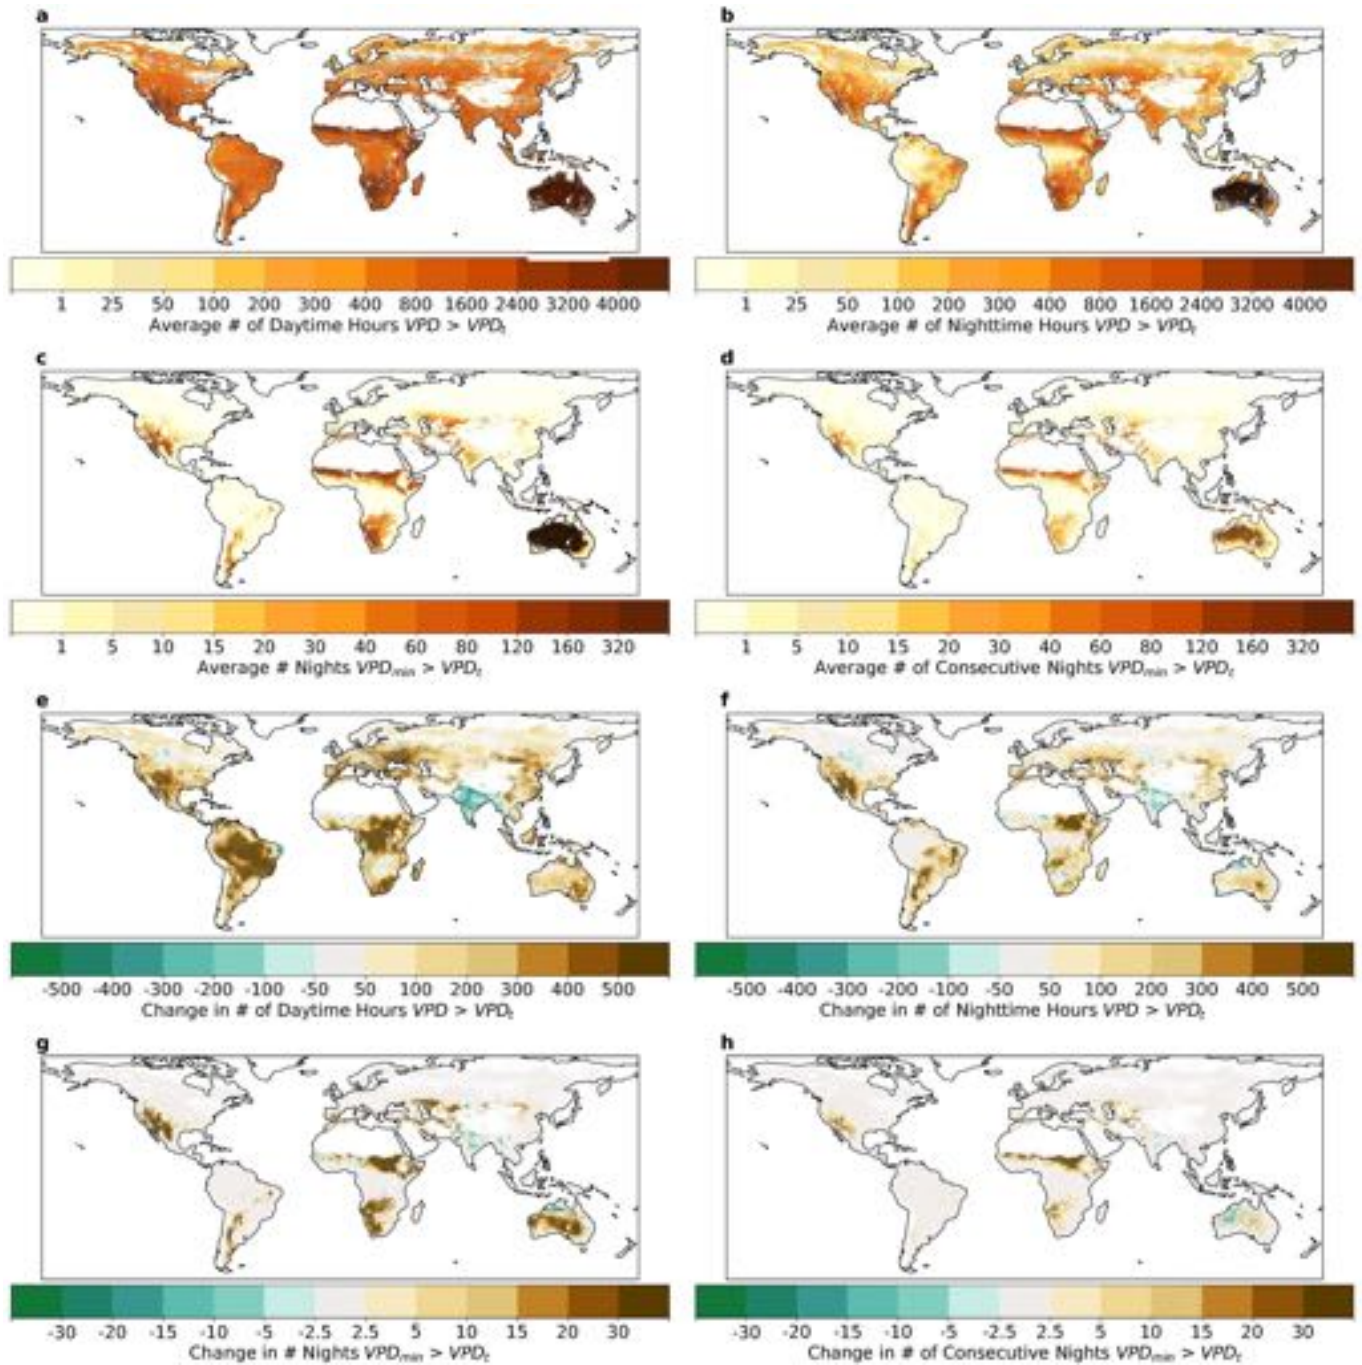 a
b
1 25 50 100 200 300 400 800 1600 2400 3200 4000
Average # of Daytime Hours VPD > VPDt
1 25 50 100 200 300 400 800 1600 2400 3200 4000
Average # of Nighttime Hours VPD > VPDt
c
d
1 5 10 15 20 30 40 60 80 120 160 320
Average # Nights VPDmin > VPDt
1 5 10 15 20 30 40 60 80 120 160 320
Average # of Consecutive Nights VPDmin > VPDt
e
f
-500 -400 -300 -200 -100 -50 50 100 200 300 400 500
Change in # of Daytime Hours VPD > VPDt
-500 -400 -300 -200 -100 -50 50 100 200 300 400 500
Change in # of Nighttime Hours VPD > VPDt
g
h
-30 -20 -15 -10 -5 -2.5 2.5 5 10 15 20 30
Change in # Nights VPDmin > VPDt
-30 -20 -15 -10 -5 -2.5 2.5 5 10 15 20 30
Change in # of Consecutive Nights VPDmin > VPDt